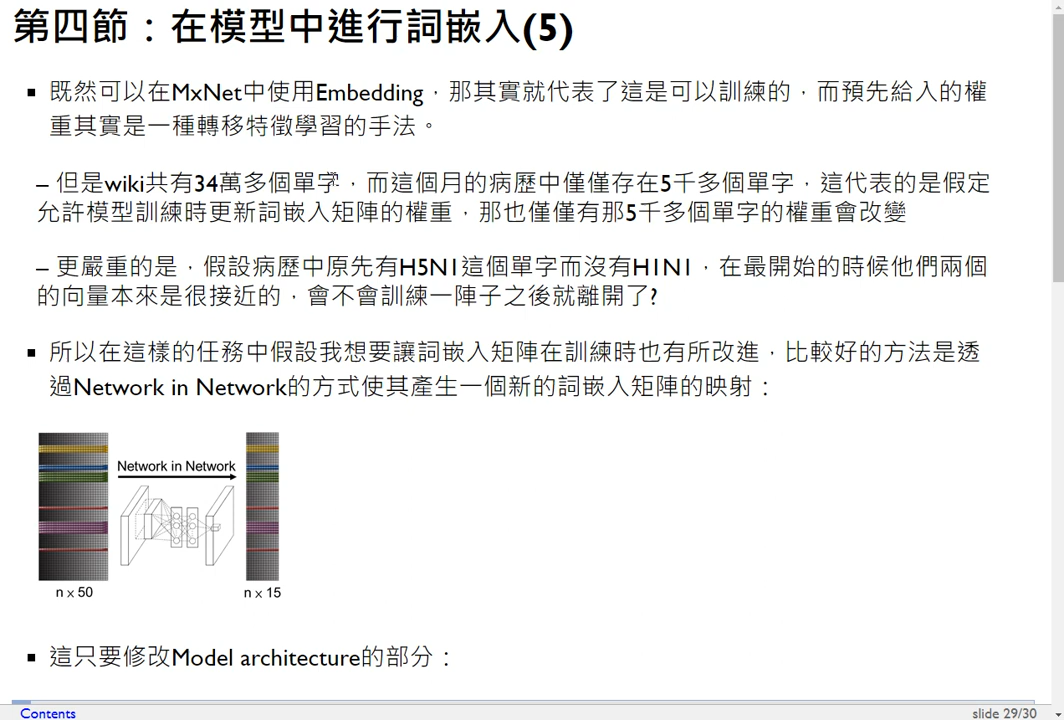 第四節：在模型中進行詞嵌入(5)
▪ 既然可以在MxNet中使用Embedding，那其實就代表了這是可以訓練的，而預先給入的權
重其實是一種轉移特徵學習的手法。
– 但是wiki共有34萬多個單字，而這個月的病歷中僅僅存在5千多個單字，這代表的是假定
允許模型訓練時更新詞嵌入矩陣的權重，那也僅僅有那5千多個單字的權重會改變
– 更嚴重的是，假設病歷中原先有H5N1這個單字而沒有H1N1，在最開始的時候他們兩個
的向量本來是很接近的，會不會訓練一陣子之後就離開了?
▪ 所以在這樣的任務中假設我想要讓詞嵌入矩陣在訓練時也有所改進，比較好的方法是透
過Network in Network的方式使其產生一個新的詞嵌入矩陣的映射：
Network in Network
n x 50
n x 15
▪ 這只要修改Model architecture的部分：
Contents
slide 29/30